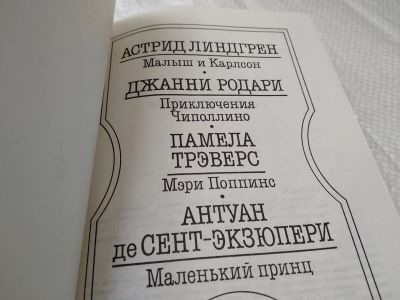 АСТРИД ЛИНДГРЕН
Малыш и Карлсон
•
ДЖАННИ РОДАРИ
Приключения
Чиполлино
•
ПАМЕЛА
ТРЭВЕРС
Мэри Поппинс
•
АНТУАН
де СЕНТ-ЭКЗЮПЕРИ
Маленький принц